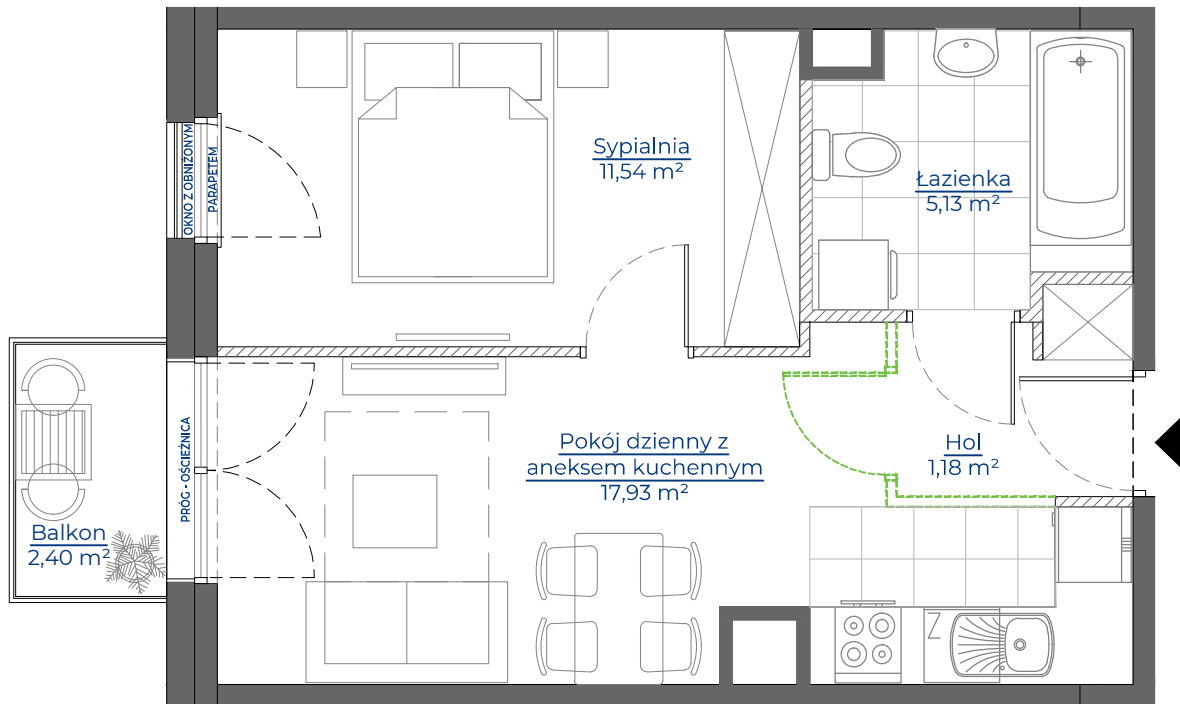 OKNO Z OBNIŻONYM
PARAPETEM
Sypialnia
11,54 m²
Łazienka
5,13 m²
PRÓG - OŚCIEŻNICA
Pokój dzienny z
aneksem kuchennym
17,93 m²
Hol
1,18 m²
Balkon
2,40 m²
Z